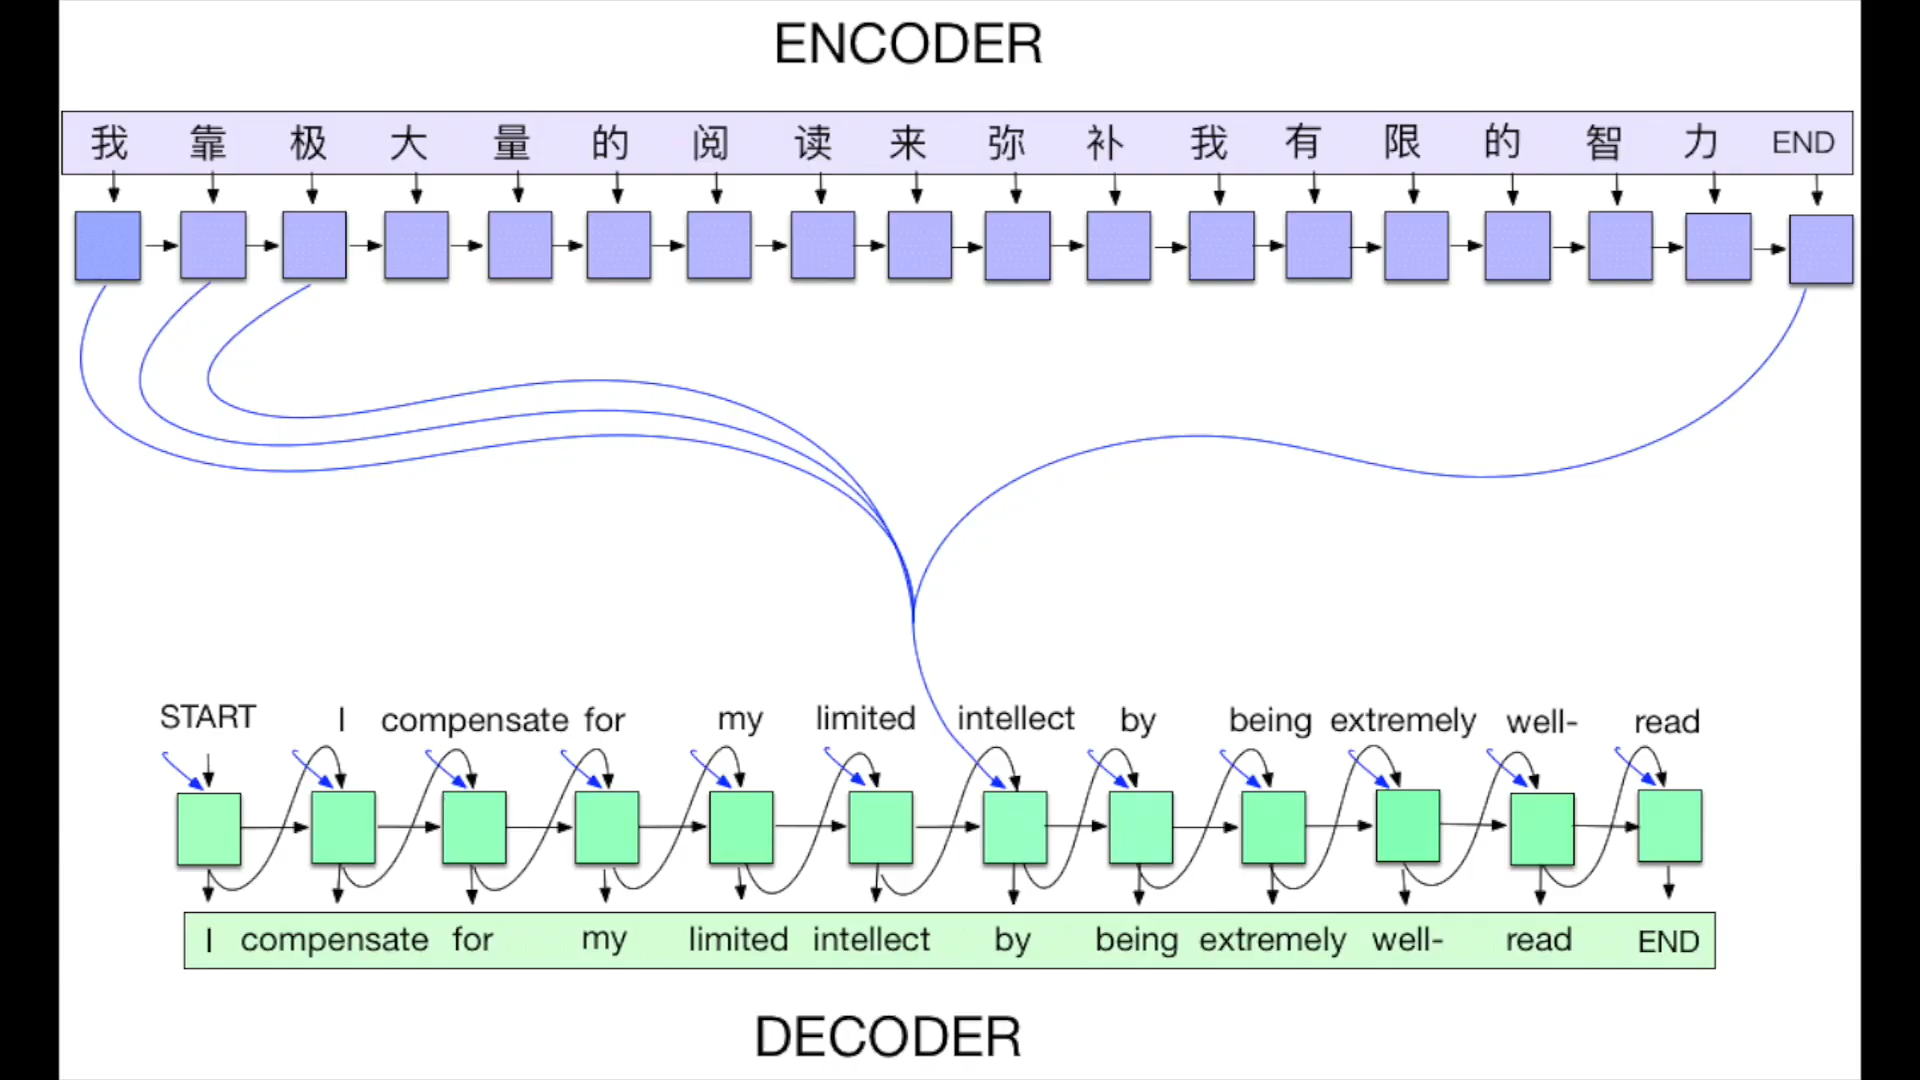 ENCODER
我 靠 极 大 量 的 阅 读 来 弥 补 我 有 限 的 智 力 END
START I compensate for my limited intellect by being extremely well- read
I compensate for my limited intellect by being extremely well- read END
DECODER